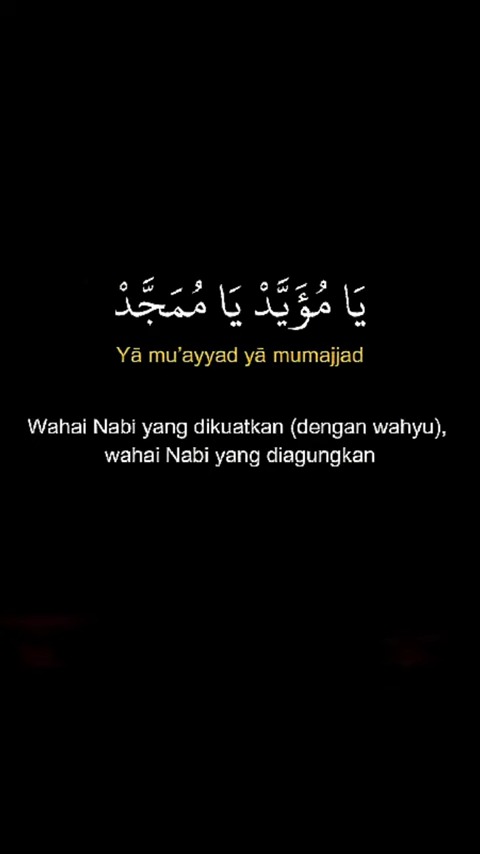 يَا مُؤَيَّدْ يَا مُمَجَّدْ
Yā mu’ayyad yā mumajjad
Wahai Nabi yang dikuatkan (dengan wahyu),
wahai Nabi yang diagungkan